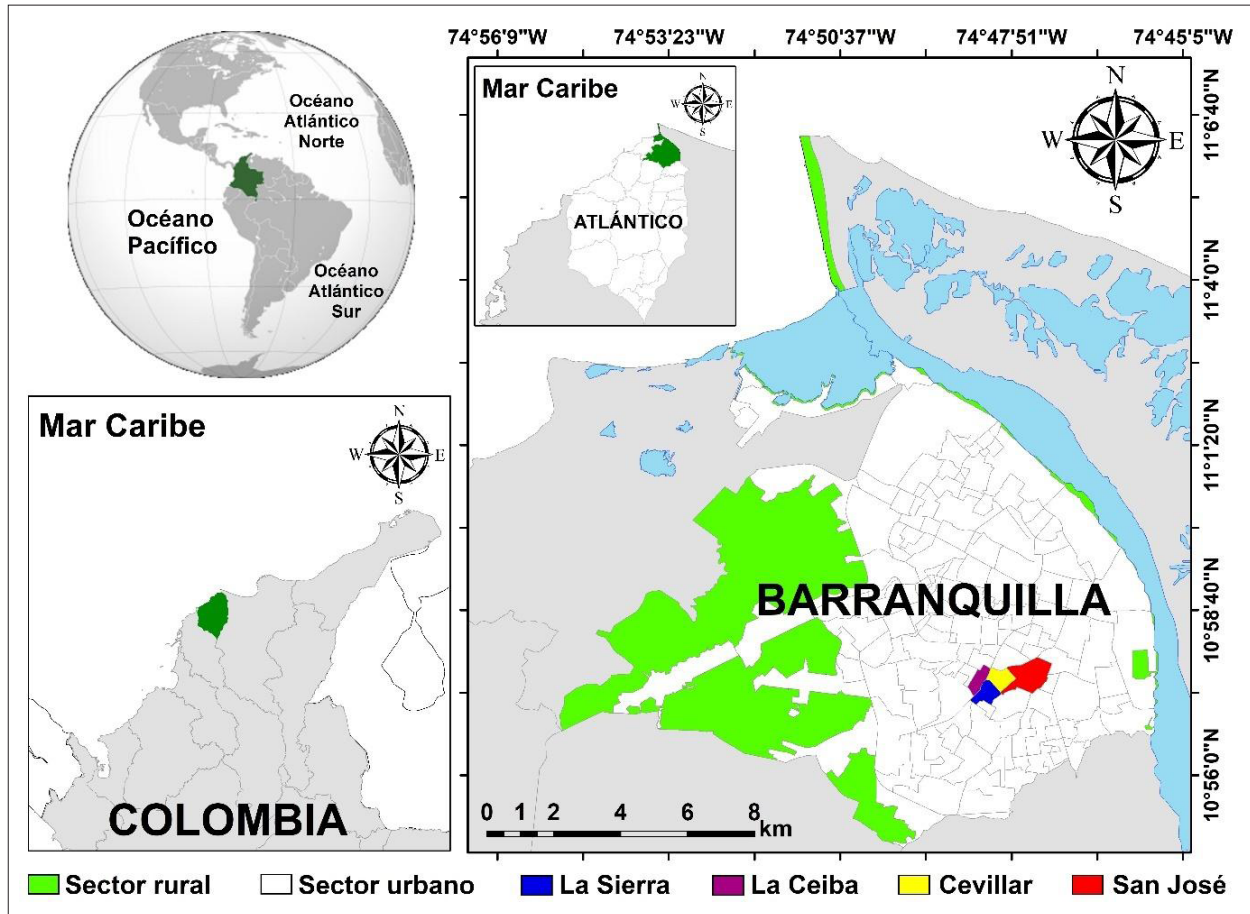 Océano
Atlántico
Norte
Océano
Pacífico
Océano
Atlántico
Sur
Mar Caribe
N
W E
S
COLOMBIA
74°56'9"W 74°53'23"W 74°50'37"W 74°47'51"W 74°45'5"W
Mar Caribe
N
W E
S
ATLÁNTICO
N
W E
S
11°6'40"N
11°4'0"N
11°1'2"N
10°58'40"N
10°56'0"N
BARRANQUILLA
0 1 2 4 6 8
km
Sector rural Sector urbano La Sierra La Ceiba Cevillar San José